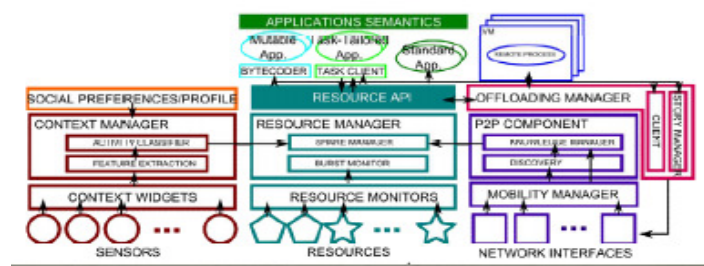 APPLICATIONS SEMANTICS
Mutable App.
Task-Tailored App.
Standard App.
VM
REMOTE PROCESS
BYTECODER
TASK CLIENT
SOCIAL PREFERENCES/PROFILE
RESOURCE API
OFFLOADING MANAGER
CLIENT
STORY MANAGER
CONTEXT MANAGER
ACTIVITY CLASSIFIER
FEATURE EXTRACTION
RESOURCE MANAGER
SPARE MANAGER
BURST MONITOR
P2P COMPONENT
KNOWLEDGE MANAGER
DISCOVERY
CONTEXT WIDGETS
RESOURCE MONITORS
MOBILITY MANAGER
SENSORS
RESOURCES
NETWORK INTERFACES